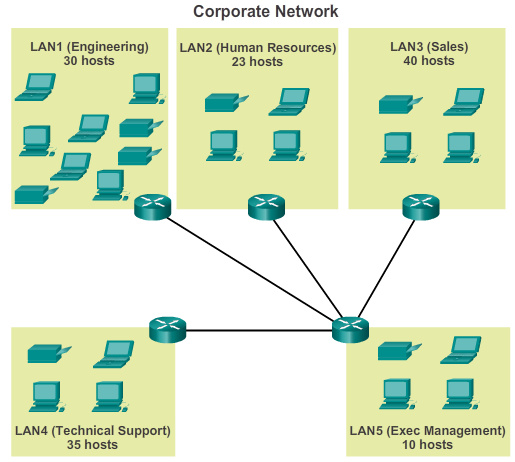 Corporate Network
LAN1 (Engineering)
30 hosts
LAN2 (Human Resources)
23 hosts
LAN3 (Sales)
40 hosts
LAN4 (Technical Support)
35 hosts
LAN5 (Exec Management)
10 hosts